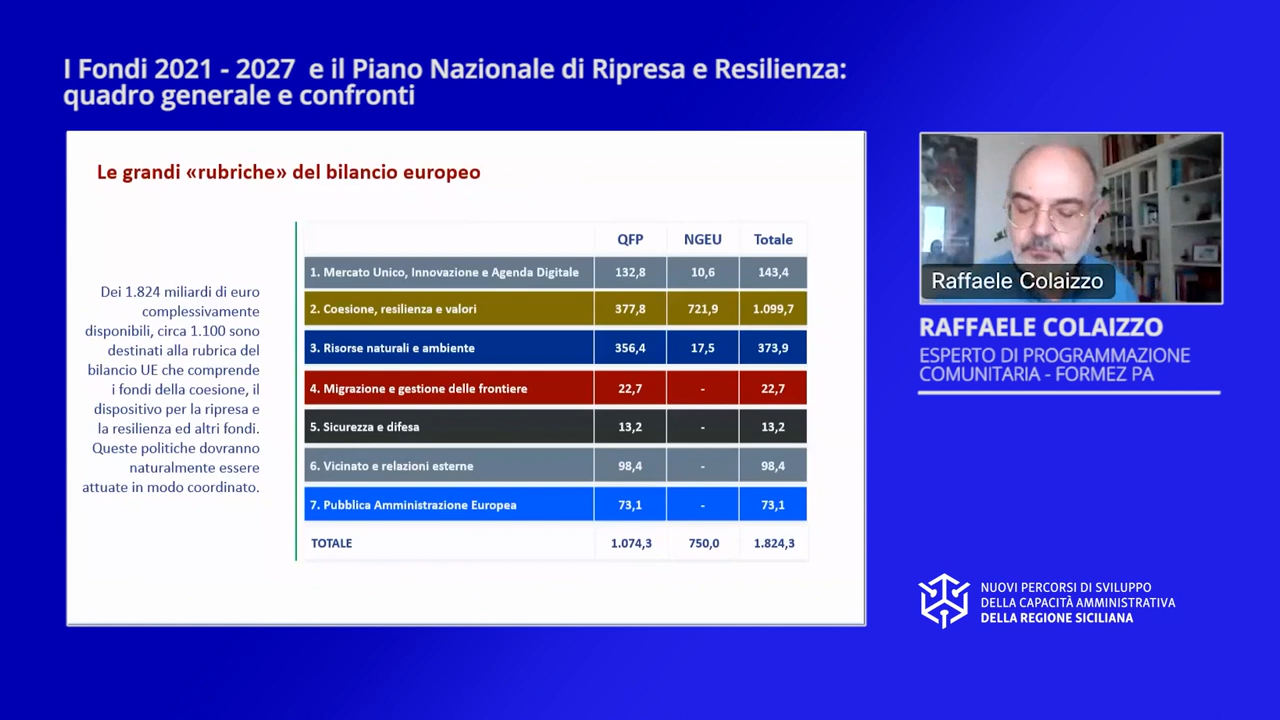 I Fondi 2021 - 2027 e il Piano Nazionale di Ripresa e Resilienza:
quadro generale e confronti
Le grandi «rubriche» del bilancio europeo
Dei 1.824 miliardi di euro
complessivamente
disponibili, circa 1.100 sono
destinati alla rubrica del
bilancio UE che comprende
i fondi della coesione, il
dispositivo per la ripresa e
la resilienza ed altri fondi.
Queste politiche dovranno
naturalmente essere
attuate in modo coordinato.
QFP NGEU Totale
1. Mercato Unico, Innovazione e Agenda Digitale 132,8 10,6 143,4
2. Coesione, resilienza e valori 377,8 721,9 1.099,7
3. Risorse naturali e ambiente 356,4 17,5 373,9
4. Migrazione e gestione delle frontiere 22,7 - 22,7
5. Sicurezza e difesa 13,2 - 13,2
6. Vicinato e relazioni esterne 98,4 - 98,4
7. Pubblica Amministrazione Europea 73,1 - 73,1
TOTALE 1.074,3 750,0 1.824,3
Raffaele Colaizzo
RAFFAELE COLAIZZO
ESPERTO DI PROGRAMMAZIONE
COMUNITARIA - FORMEZ PA
NUOVI PERCORSI DI SVILUPPO
DELLA CAPACITÀ AMMINISTRATIVA
DELLA REGIONE SICILIANA